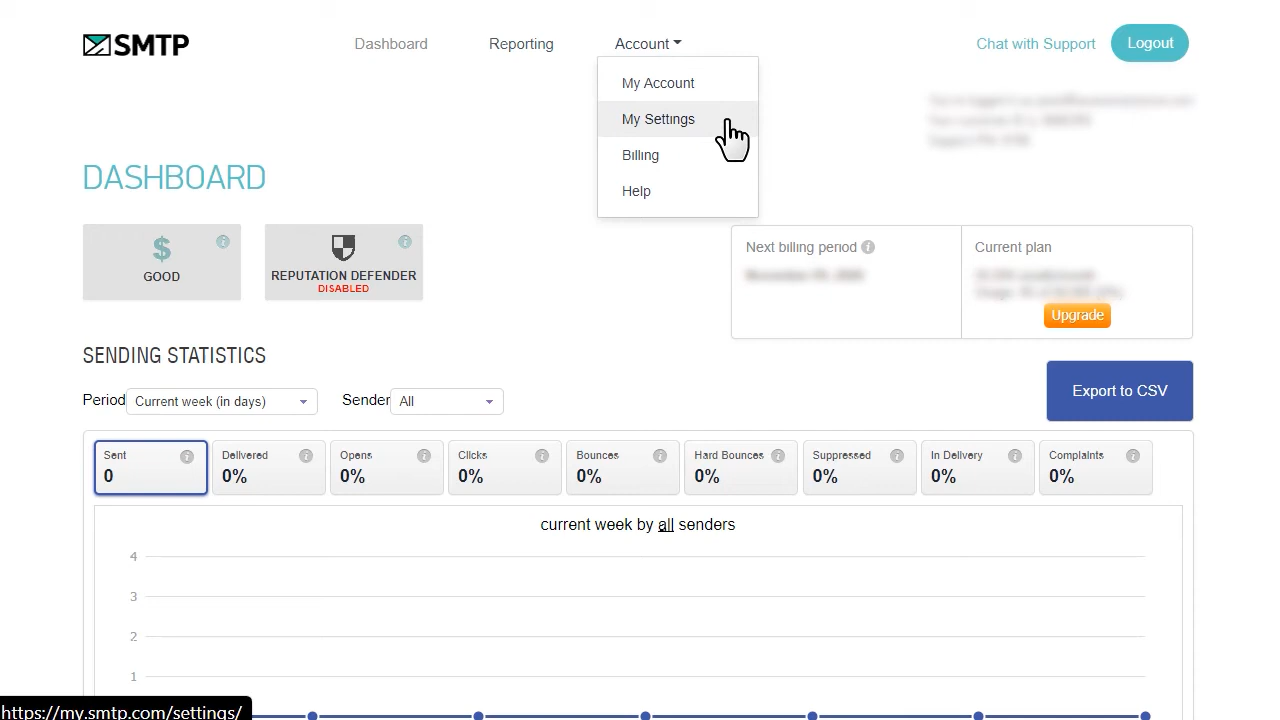 SMTP
Dashboard
Reporting
Account
Chat with Support
Logout
My Account
My Settings
Billing
Help
DASHBOARD
$
GOOD
REPUTATION DEFENDER
DISABLED
Next billing period
Current plan
Upgrade
SENDING STATISTICS
Period
Current week (in days)
Sender
All
Export to CSV
Sent
0
Delivered
0%
Opens
0%
Clicks
0%
Bounces
0%
Hard Bounces
0%
Suppressed
0%
In Delivery
0%
Complaints
0%
current week by all senders
4
3
2
1
https://my.smtp.com/settings/